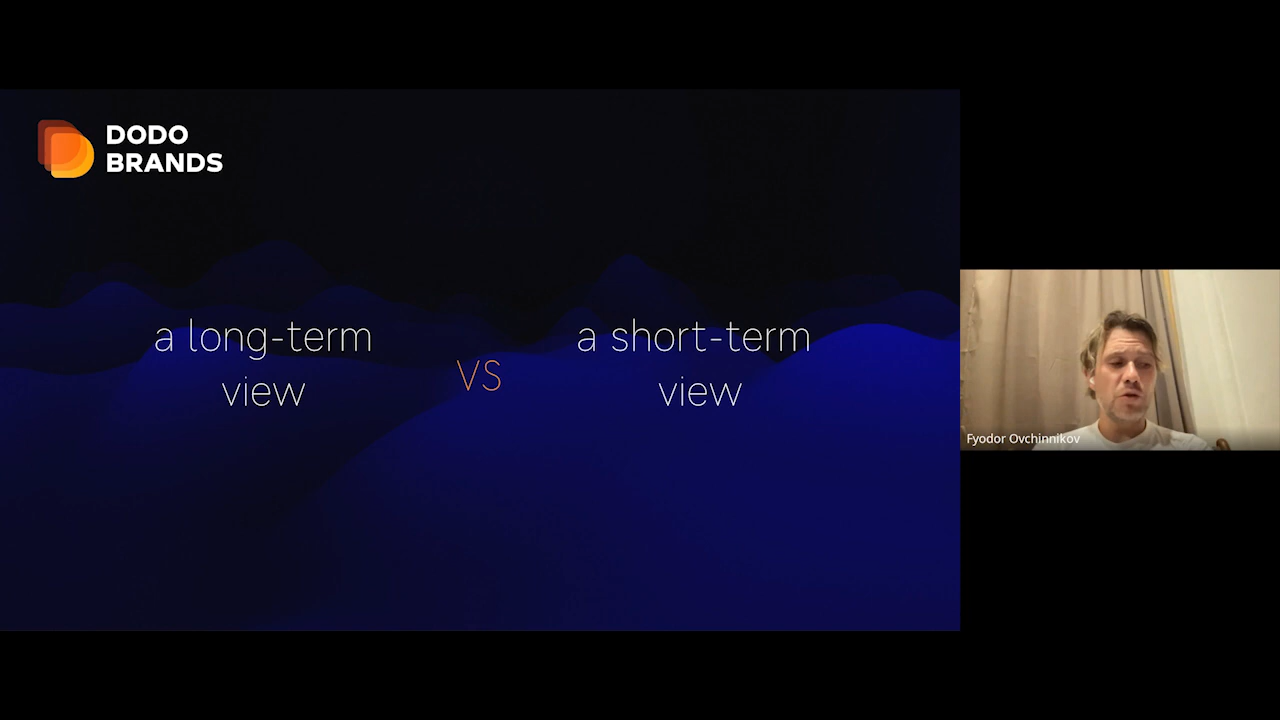 DODO
BRANDS
a long-term
view
VS
a short-term
view
Fyodor Ovchinnikov